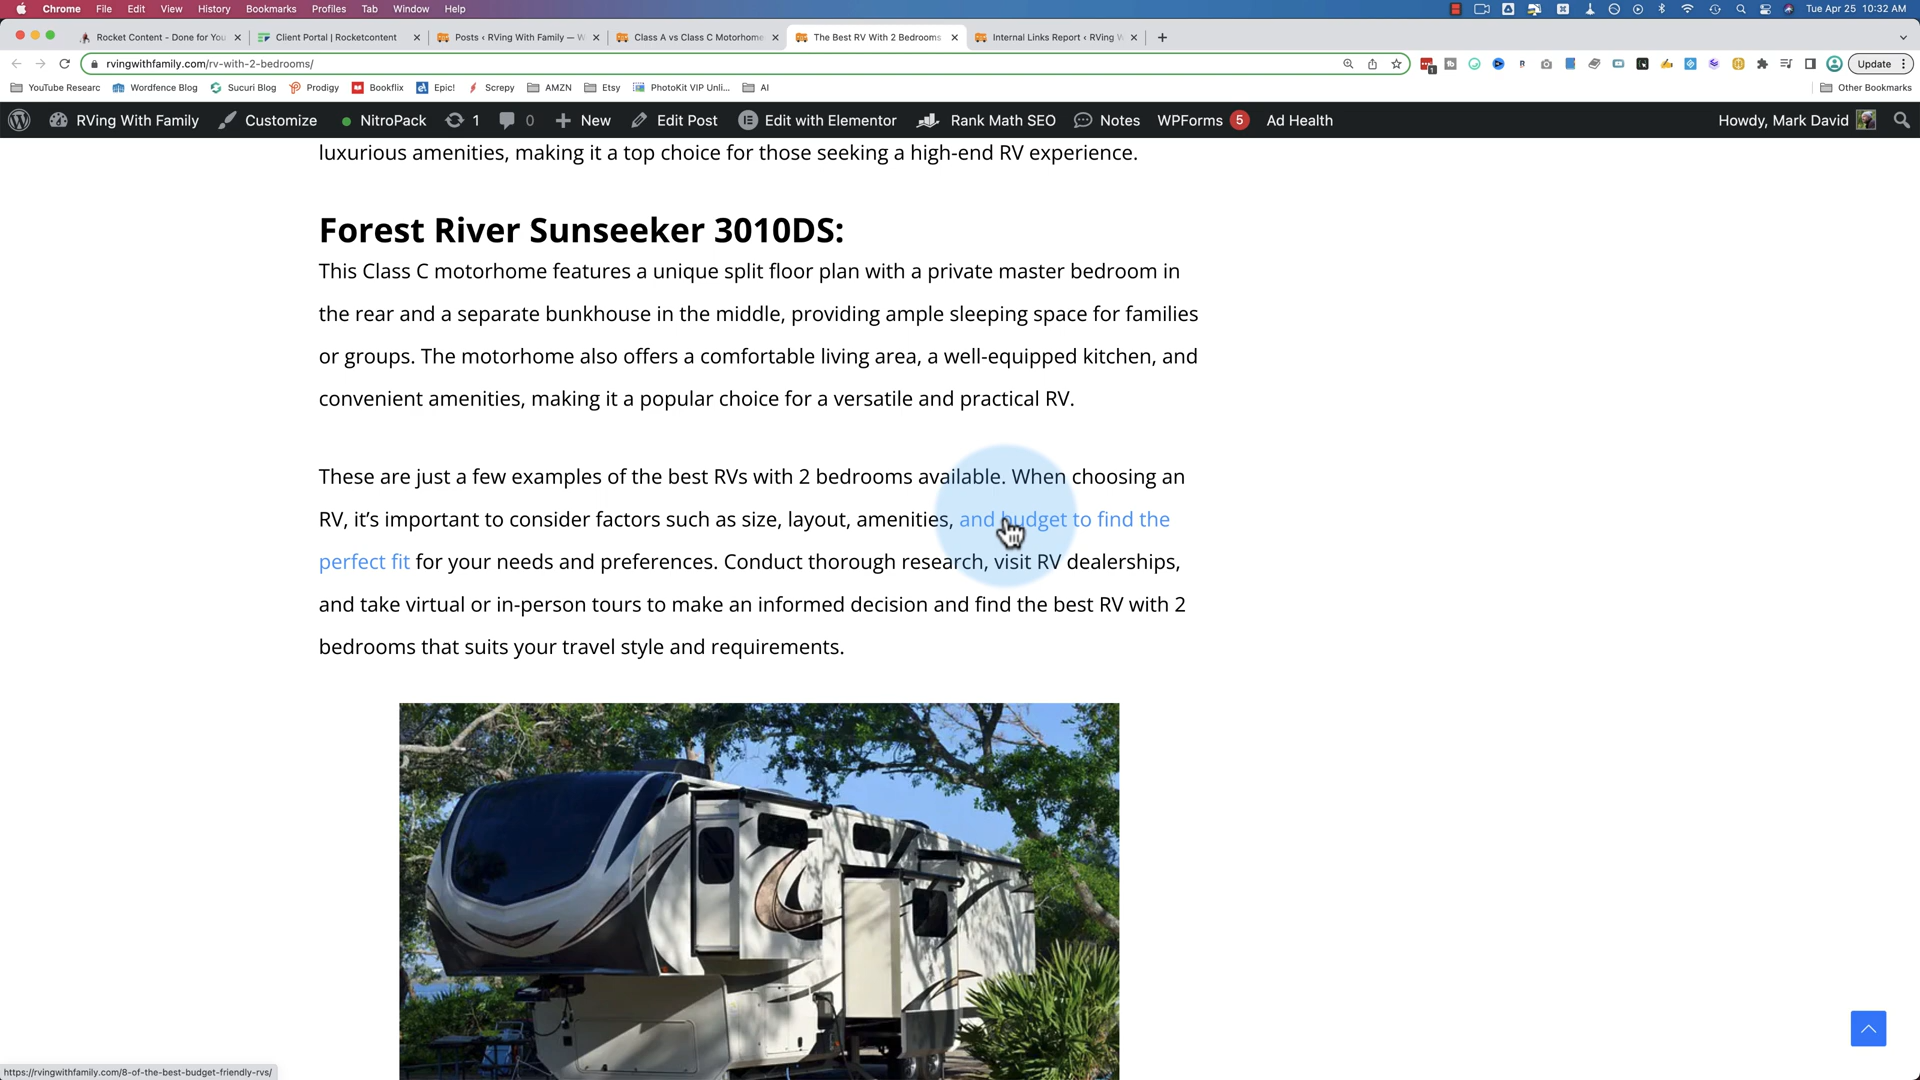 Chrome File Edit View History Bookmarks Profiles Tab Window Help Tue Apr 25 10:32 AM
Rocket Content - Done for You Client Portal | Rocketcontent Posts ‹ RVing With Family — W Class A vs Class C Motorhome The Best RV With 2 Bedrooms Internal Links Report ‹ RVing
rvingwithfamily.com/rv-with-2-bedrooms/ Update
YouTube Researc Wordfence Blog Sucuri Blog Prodigy Bookflix Epic! Screpy AMZN Etsy PhotoKit VIP Unli... AI Other Bookmarks
RVing With Family Customize NitroPack 1 0 New Edit Post Edit with Elementor Rank Math SEO Notes WPForms 5 Ad Health Howdy, Mark David
luxurious amenities, making it a top choice for those seeking a high-end RV experience.
Forest River Sunseeker 3010DS:
This Class C motorhome features a unique split floor plan with a private master bedroom in
the rear and a separate bunkhouse in the middle, providing ample sleeping space for families
or groups. The motorhome also offers a comfortable living area, a well-equipped kitchen, and
convenient amenities, making it a popular choice for a versatile and practical RV.
These are just a few examples of the best RVs with 2 bedrooms available. When choosing an
RV, it's important to consider factors such as size, layout, amenities, and budget to find the
perfect fit for your needs and preferences. Conduct thorough research, visit RV dealerships,
and take virtual or in-person tours to make an informed decision and find the best RV with 2
bedrooms that suits your travel style and requirements.
https://rvingwithfamily.com/8-of-the-best-budget-friendly-rvs/